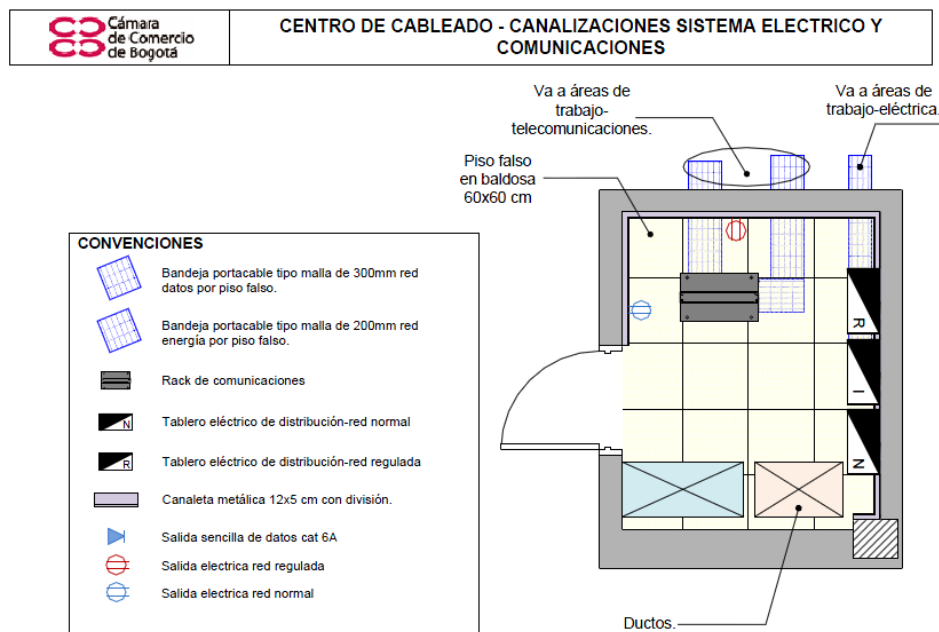 Cámara
de Comercio
de Bogotá
CENTRO DE CABLEADO - CANALIZACIONES SISTEMA ELECTRICO Y
COMUNICACIONES
Va a áreas de
trabajo-
telecomunicaciones.
Va a áreas de
trabajo-eléctrica.
Piso falso
en baldosa
60x60 cm
CONVENCIONES
Bandeja portacable tipo malla de 300mm red
datos por piso falso.
Bandeja portacable tipo malla de 200mm red
energía por piso falso.
Rack de comunicaciones
N
Tablero eléctrico de distribución-red normal
R
Tablero eléctrico de distribución-red regulada
Canaleta metálica 12x5 cm con división.
Salida sencilla de datos cat 6A
Salida electrica red regulada
Salida electrica red normal
R
I
N
Ductos.